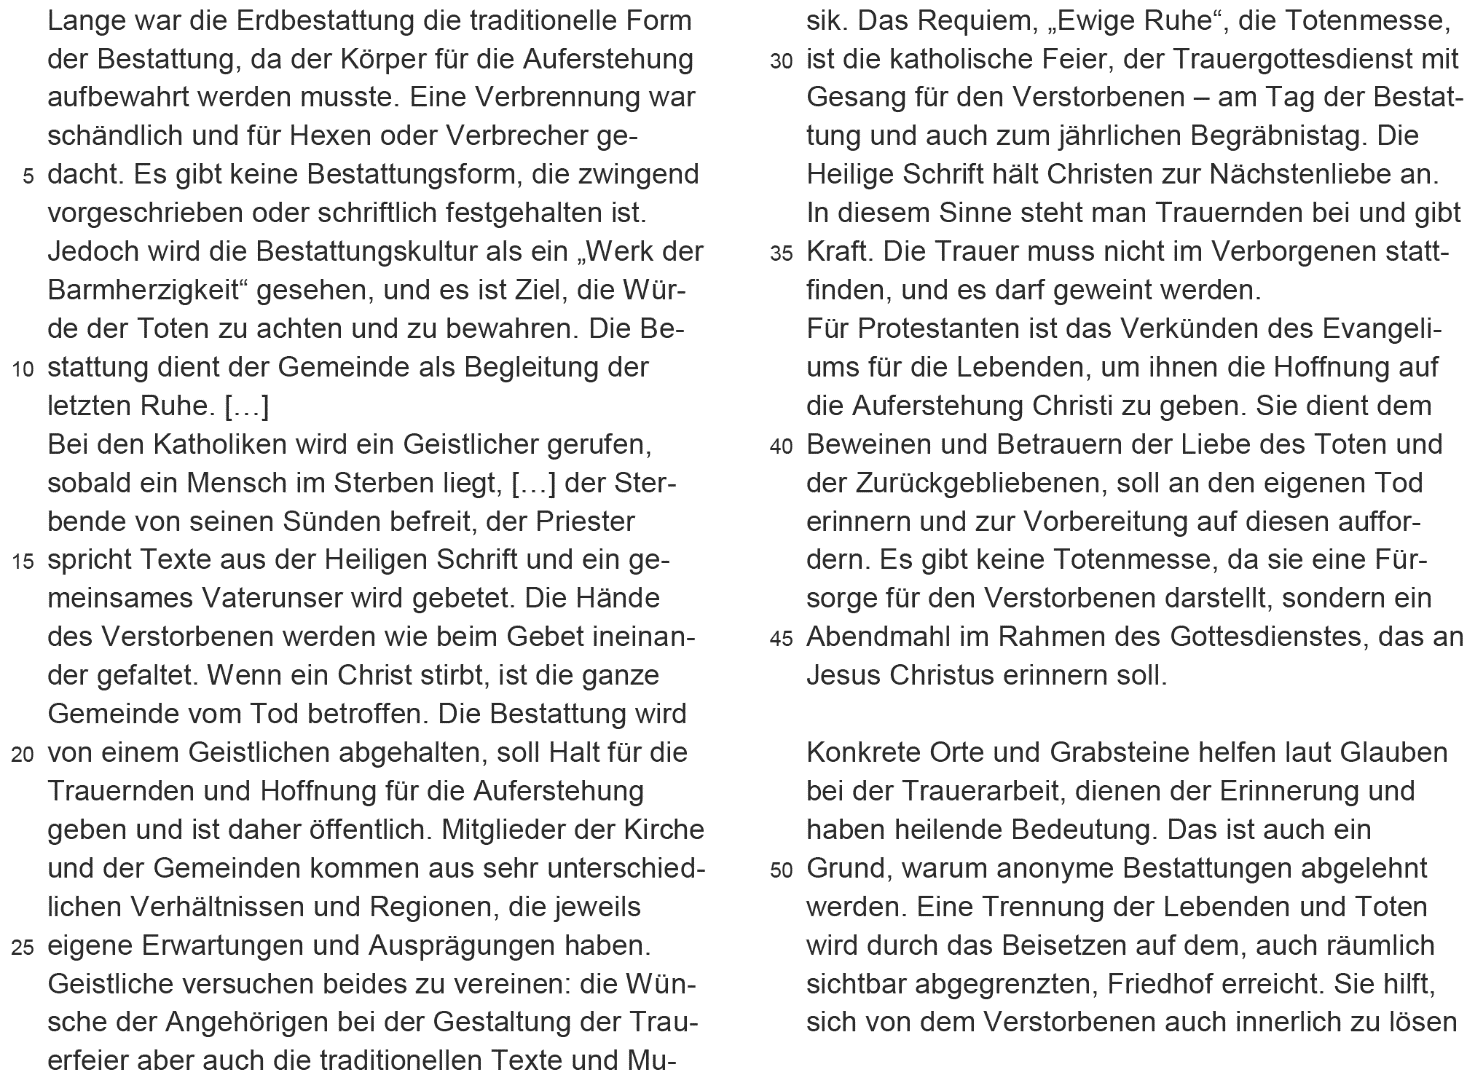 Lange war die Erdbestattung die traditionelle Form
der Bestattung, da der Körper für die Auferstehung
aufbewahrt werden musste. Eine Verbrennung war
schändlich und für Hexen oder Verbrecher ge-
5 dacht. Es gibt keine Bestattungsform, die zwingend
vorgeschrieben oder schriftlich festgehalten ist.
Jedoch wird die Bestattungskultur als ein „Werk der
Barmherzigkeit“ gesehen, und es ist Ziel, die Wür-
de der Toten zu achten und zu bewahren. Die Be-
10 stattung dient der Gemeinde als Begleitung der
letzten Ruhe. […]
Bei den Katholiken wird ein Geistlicher gerufen,
sobald ein Mensch im Sterben liegt, […] der Ster-
bende von seinen Sünden befreit, der Priester
15 spricht Texte aus der Heiligen Schrift und ein ge-
meinsames Vaterunser wird gebetet. Die Hände
des Verstorbenen werden wie beim Gebet ineinan-
der gefaltet. Wenn ein Christ stirbt, ist die ganze
Gemeinde vom Tod betroffen. Die Bestattung wird
20 von einem Geistlichen abgehalten, soll Halt für die
Trauernden und Hoffnung für die Auferstehung
geben und ist daher öffentlich. Mitglieder der Kirche
und der Gemeinden kommen aus sehr unterschied-
lichen Verhältnissen und Regionen, die jeweils
25 eigene Erwartungen und Ausprägungen haben.
Geistliche versuchen beides zu vereinen: die Wün-
sche der Angehörigen bei der Gestaltung der Trau-
erfeier aber auch die traditionellen Texte und Mu-
sik. Das Requiem, „Ewige Ruhe“, die Totenmesse,
30 ist die katholische Feier, der Trauergottesdienst mit
Gesang für den Verstorbenen – am Tag der Bestat-
tung und auch zum jährlichen Begräbnistag. Die
Heilige Schrift hält Christen zur Nächstenliebe an.
In diesem Sinne steht man Trauernden bei und gibt
35 Kraft. Die Trauer muss nicht im Verborgenen statt-
finden, und es darf geweint werden.
Für Protestanten ist das Verkünden des Evangeli-
ums für die Lebenden, um ihnen die Hoffnung auf
die Auferstehung Christi zu geben. Sie dient dem
40 Beweinen und Betrauern der Liebe des Toten und
der Zurückgebliebenen, soll an den eigenen Tod
erinnern und zur Vorbereitung auf diesen auffor-
dern. Es gibt keine Totenmesse, da sie eine Für-
sorge für den Verstorbenen darstellt, sondern ein
45 Abendmahl im Rahmen des Gottesdienstes, das an
Jesus Christus erinnern soll.
Konkrete Orte und Grabsteine helfen laut Glauben
bei der Trauerarbeit, dienen der Erinnerung und
haben heilende Bedeutung. Das ist auch ein
50 Grund, warum anonyme Bestattungen abgelehnt
werden. Eine Trennung der Lebenden und Toten
wird durch das Beisetzen auf dem, auch räumlich
sichtbar abgegrenzten, Friedhof erreicht. Sie hilft,
sich von dem Verstorbenen auch innerlich zu lösen